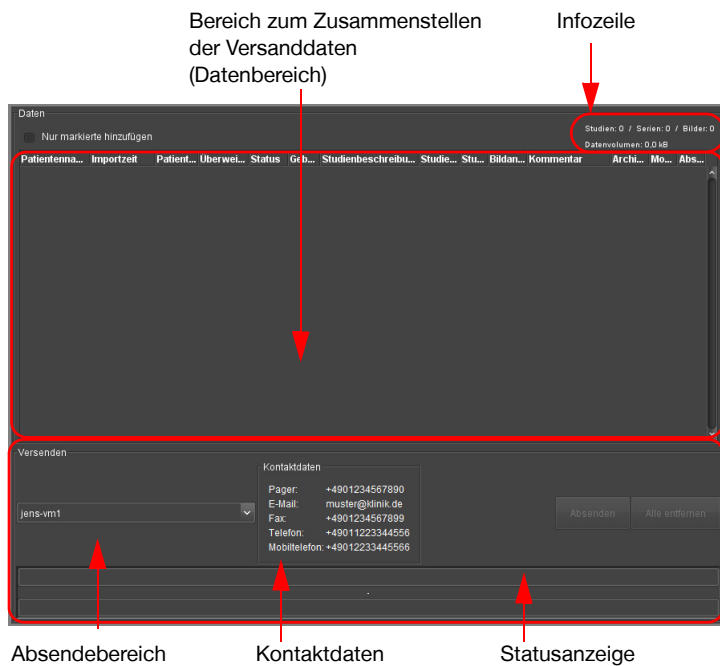 Bereich zum Zusammenstellen
der Versanddaten
(Datenbereich)
Infozeile
Daten
Nur markierte hinzufügen
Studien: 0 / Serien: 0 / Bilder: 0
Datenvolumen: 0.0 kB
Patientenna... Importzeit Patient... Überwei... Status Geb... Studienbeschreibu... Studie... Stu... Bildan... Kommentar Archi... Mo... Abs...
Versenden
Kontaktdaten
Pager: +4901234567890
E-Mail: muster@klinik.de
Fax: +4901234567899
Telefon: +49011223344556
Mobiltelefon: +49012233445566
jens-vm1
Absenden Alle entfernen
Absendebereich Kontaktdaten Statusanzeige